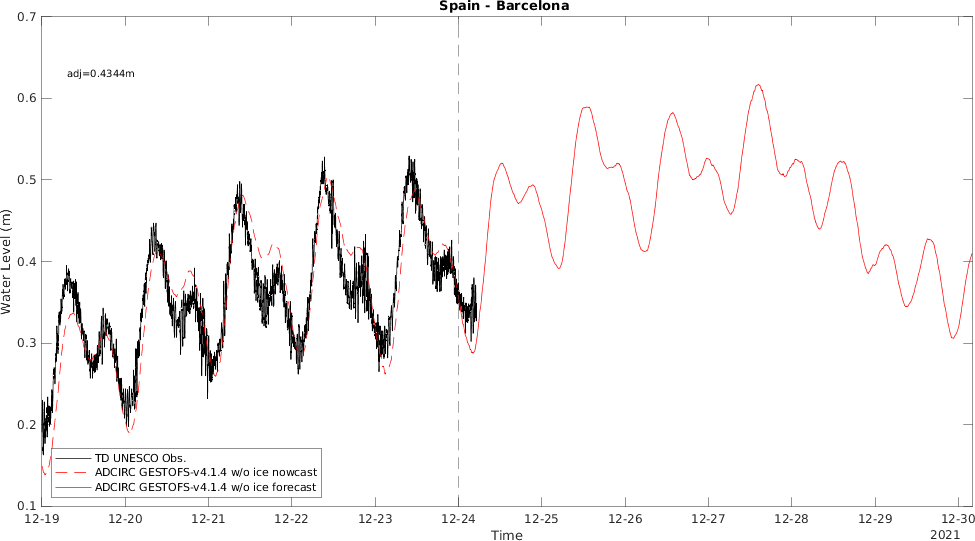 Spain - Barcelona
0.7
adj=0.4344m
0.6
0.5
0.4
0.3
0.2
0.1
Water Level (m)
TD UNESCO Obs.
ADCIRC GESTOFS-v4.1.4 w/o ice nowcast
ADCIRC GESTOFS-v4.1.4 w/o ice forecast
12-19 12-20 12-21 12-22 12-23 12-24 12-25 12-26 12-27 12-28 12-29 12-30
Time
2021